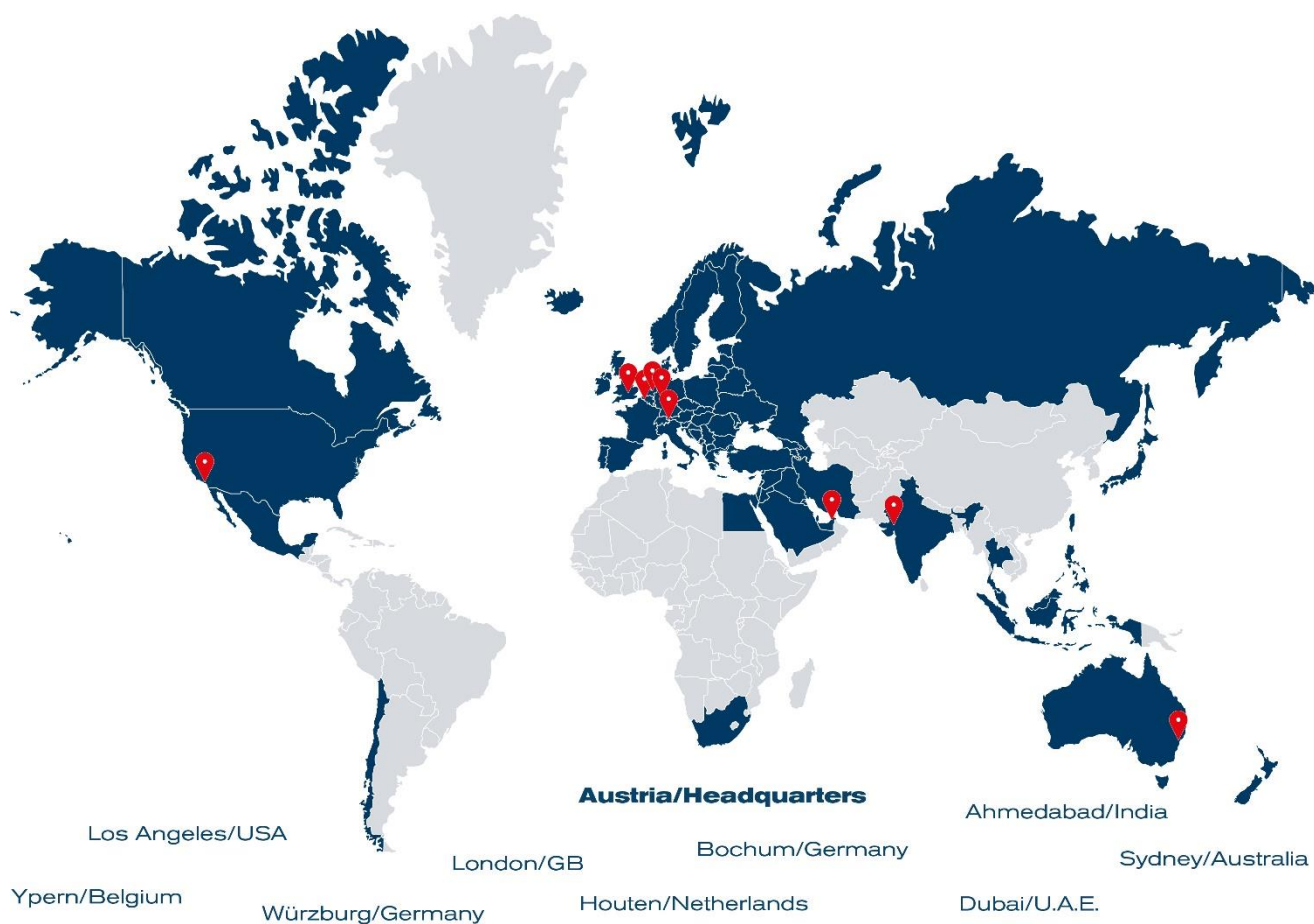 Austria/Headquarters
Ahmedabad/India
Los Angeles/USA
Bochum/Germany
London/GB
Sydney/Australia
Ypern/Belgium
Würzburg/Germany
Houten/Netherlands
Dubai/U.A.E.